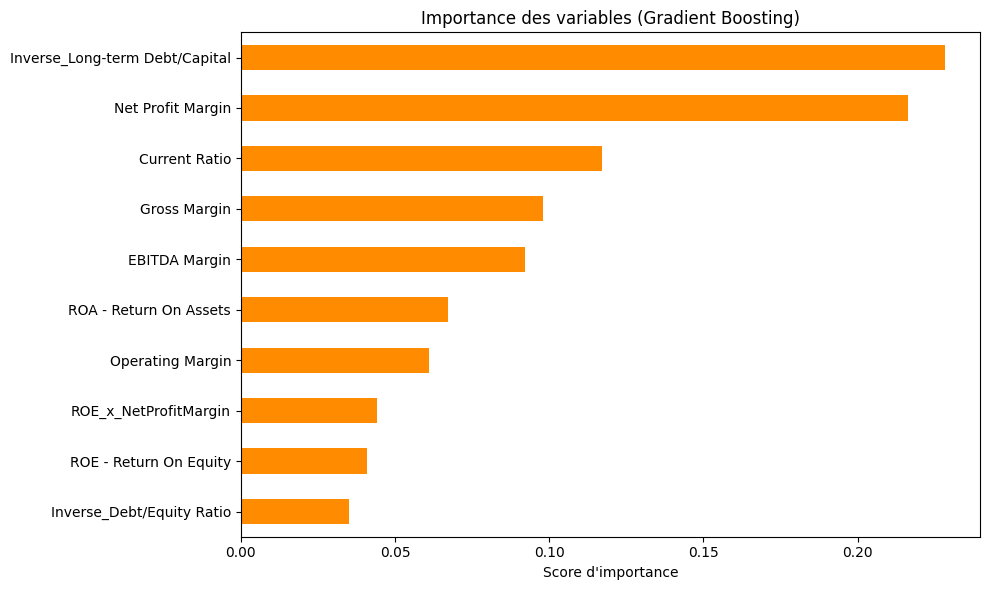 Importance des variables (Gradient Boosting)
Inverse_Long-term Debt/Capital
Net Profit Margin
Current Ratio
Gross Margin
EBITDA Margin
ROA - Return On Assets
Operating Margin
ROE_x_NetProfitMargin
ROE - Return On Equity
Inverse_Debt/Equity Ratio
0.00 0.05 0.10 0.15 0.20
Score d'importance